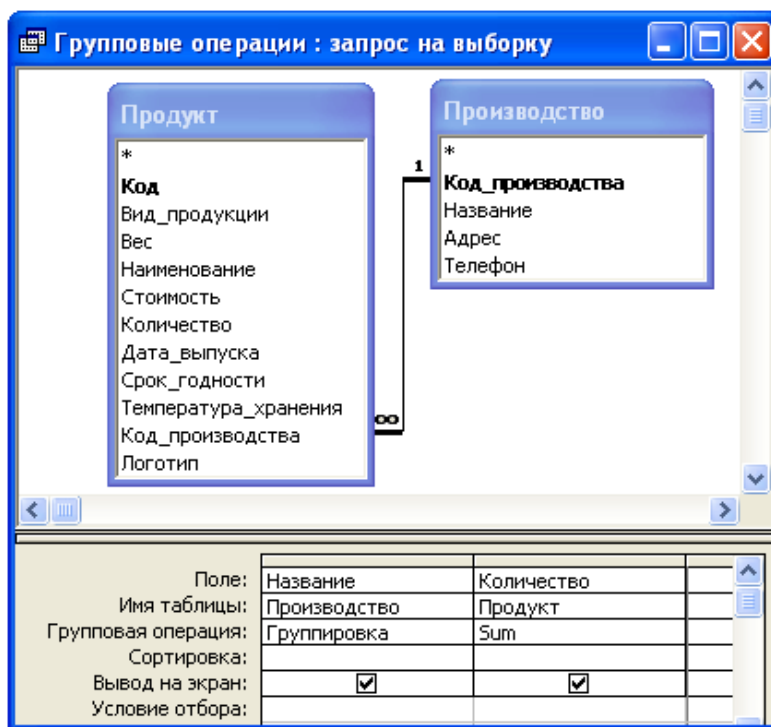 Групповые операции : запрос на выборку
Продукт
*
Код
Вид_продукции
Вес
Наименование
Стоимость
Количество
Дата_выпуска
Срок_годности
Температура_хранения
Код_производства
Логотип
1
∞
Производство
*
Код_производства
Название
Адрес
Телефон
Поле: Название Количество
Имя таблицы: Производство Продукт
Групповая операция: Группировка Sum
Сортировка:
Вывод на экран:
Условие отбора: